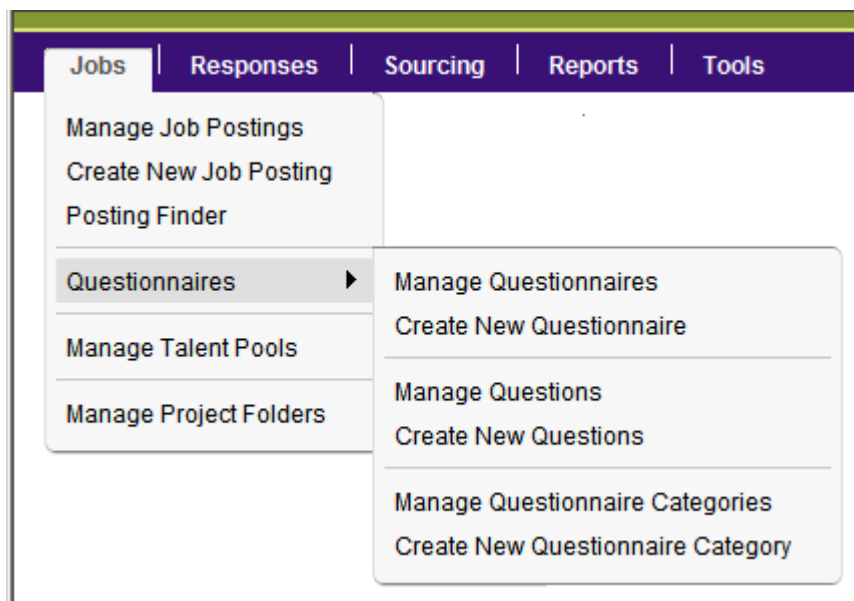 Jobs Responses Sourcing Reports Tools
Manage Job Postings
Create New Job Posting
Posting Finder
Questionnaires
Manage Talent Pools
Manage Project Folders
Manage Questionnaires
Create New Questionnaire
Manage Questions
Create New Questions
Manage Questionnaire Categories
Create New Questionnaire Category